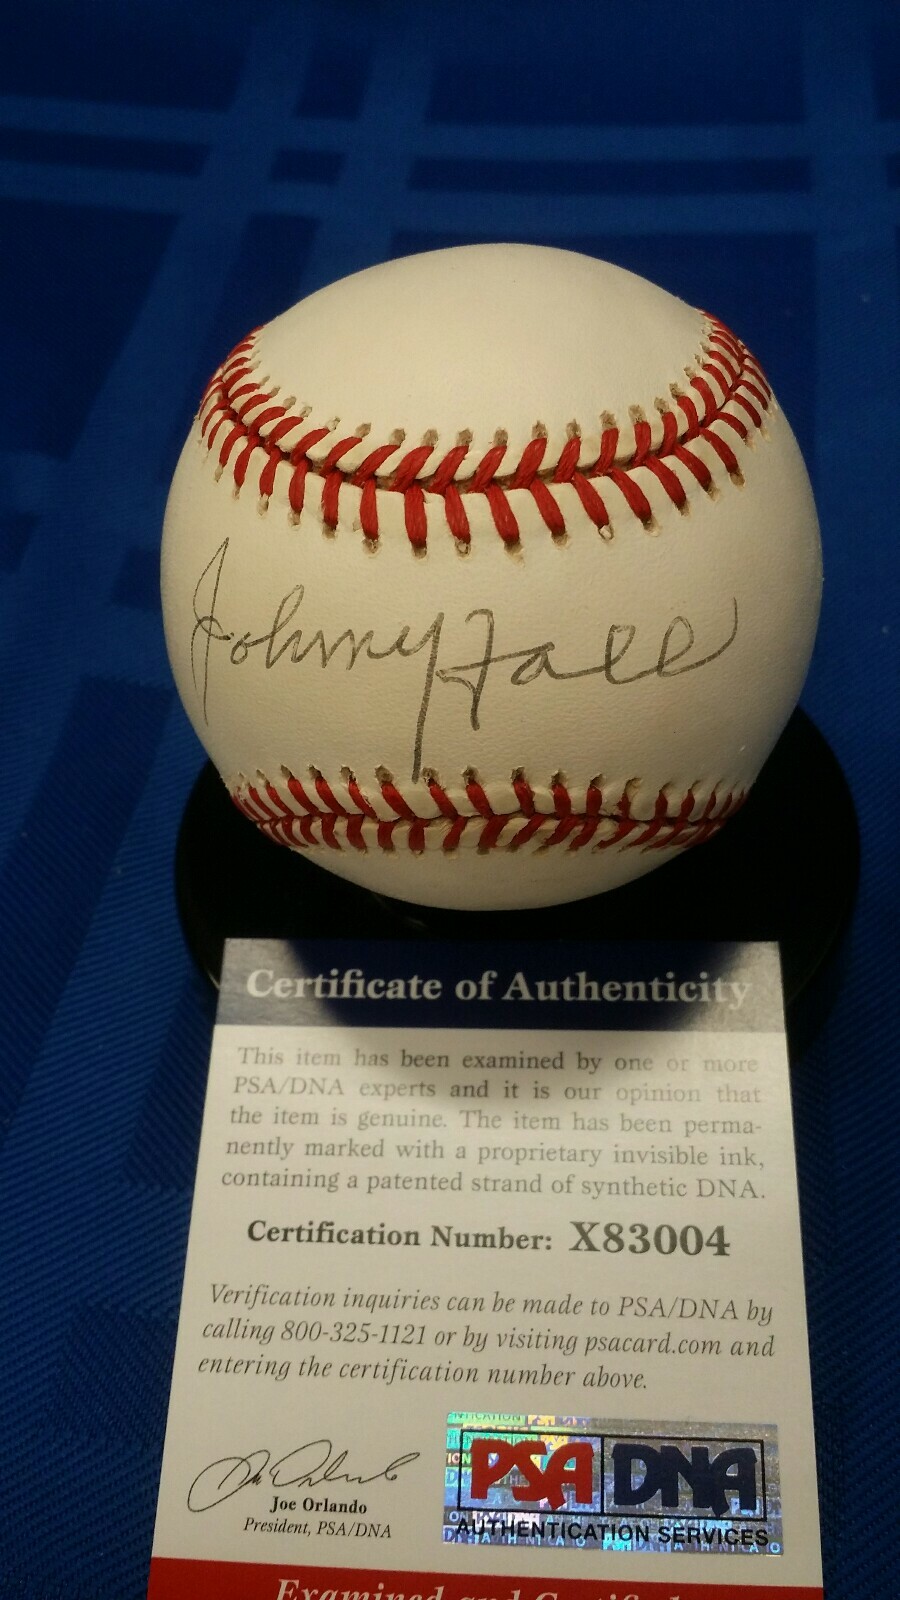 Johnny Hall
Certificate of Authenticity
This item has been examined by one or more
PSA/DNA experts and it is our opinion that
the item is genuine. The item has been perma-
nently marked with a proprietary invisible ink,
containing a patented strand of synthetic DNA.
Certification Number: X83004
Verification inquiries can be made to PSA/DNA by
calling 800-325-1121 or by visiting psacard.com and
entering the certification number above.
Joe Orlando
President, PSA/DNA
PSA DNA
AUTHENTICATION SERVICES
Examined and